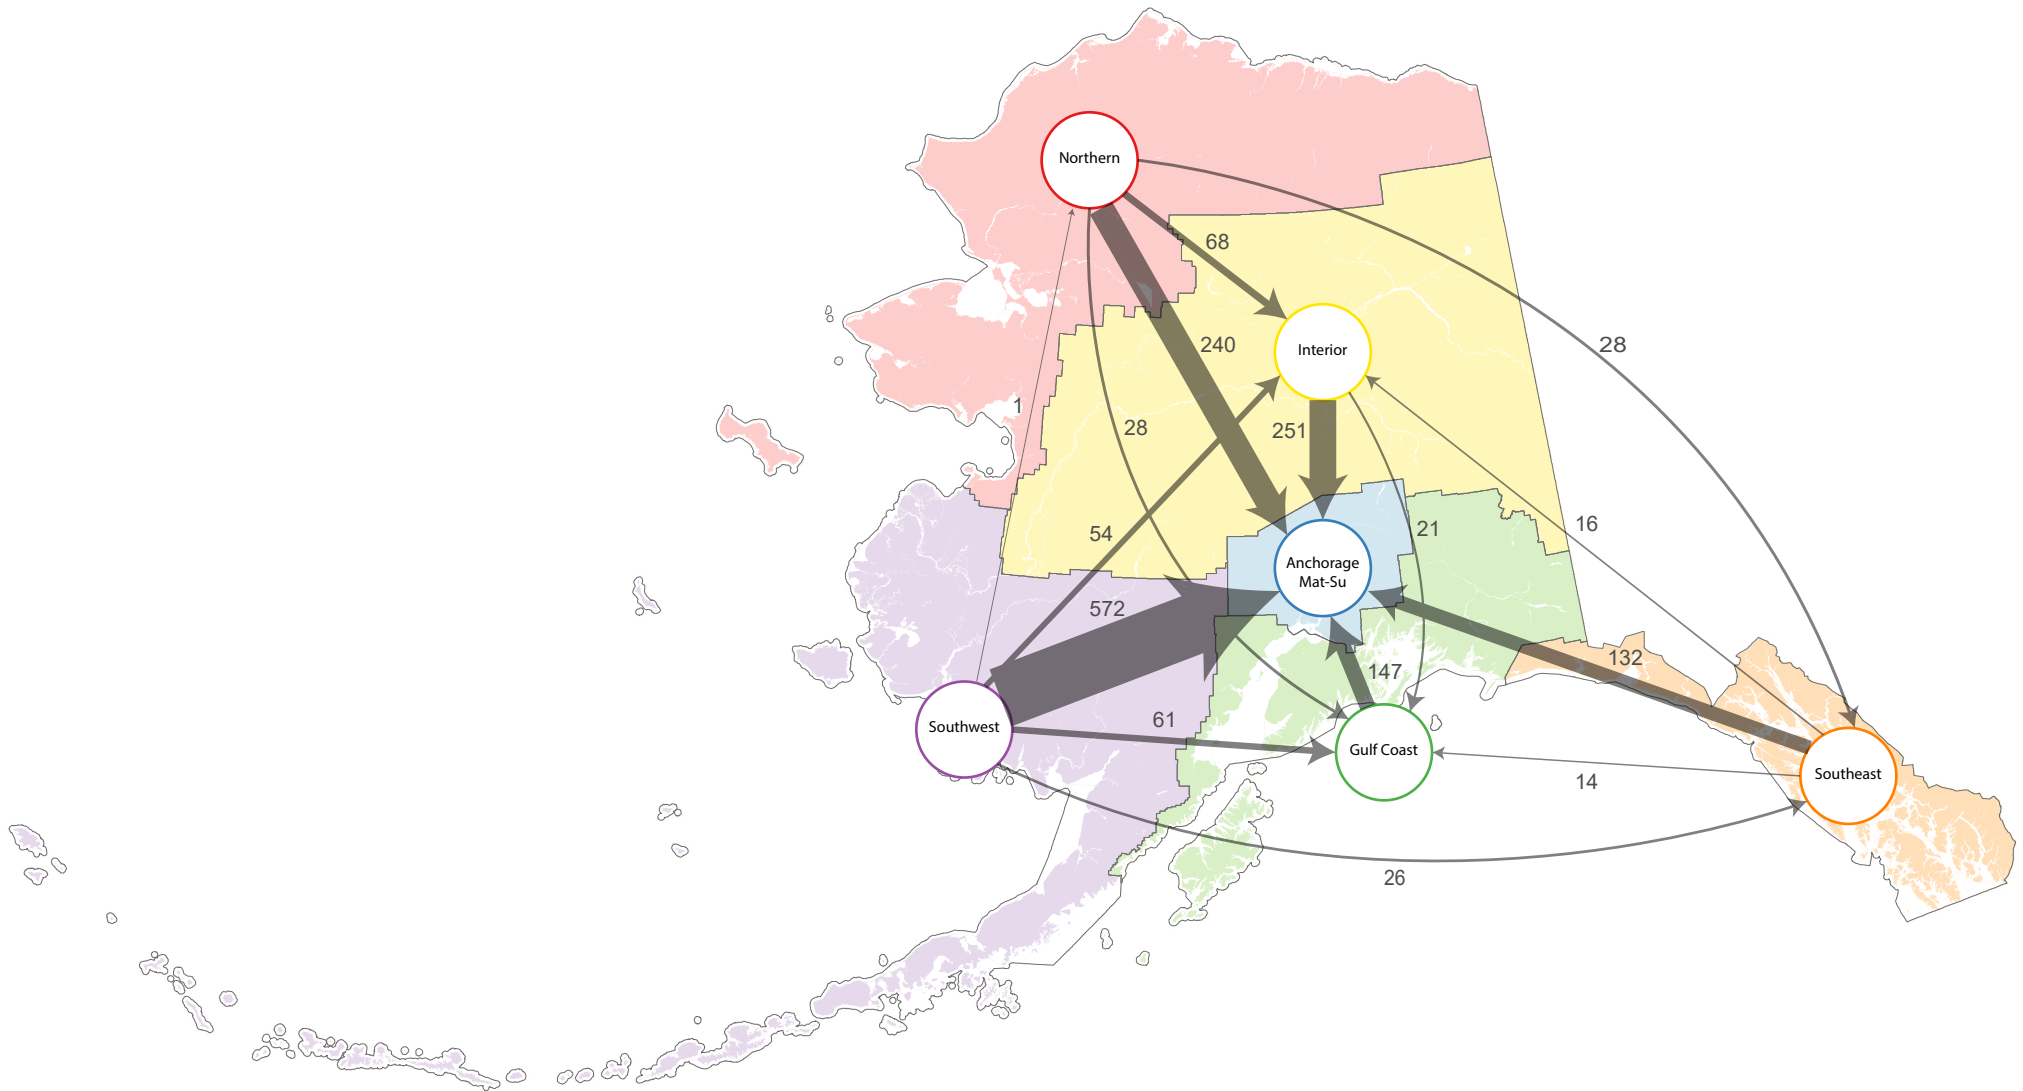 Northern
68
240
Interior
28
1
28
251
16
21
54
Anchorage
Mat-Su
572
132
147
61
Southwest
Gulf Coast
Southeast
14
26